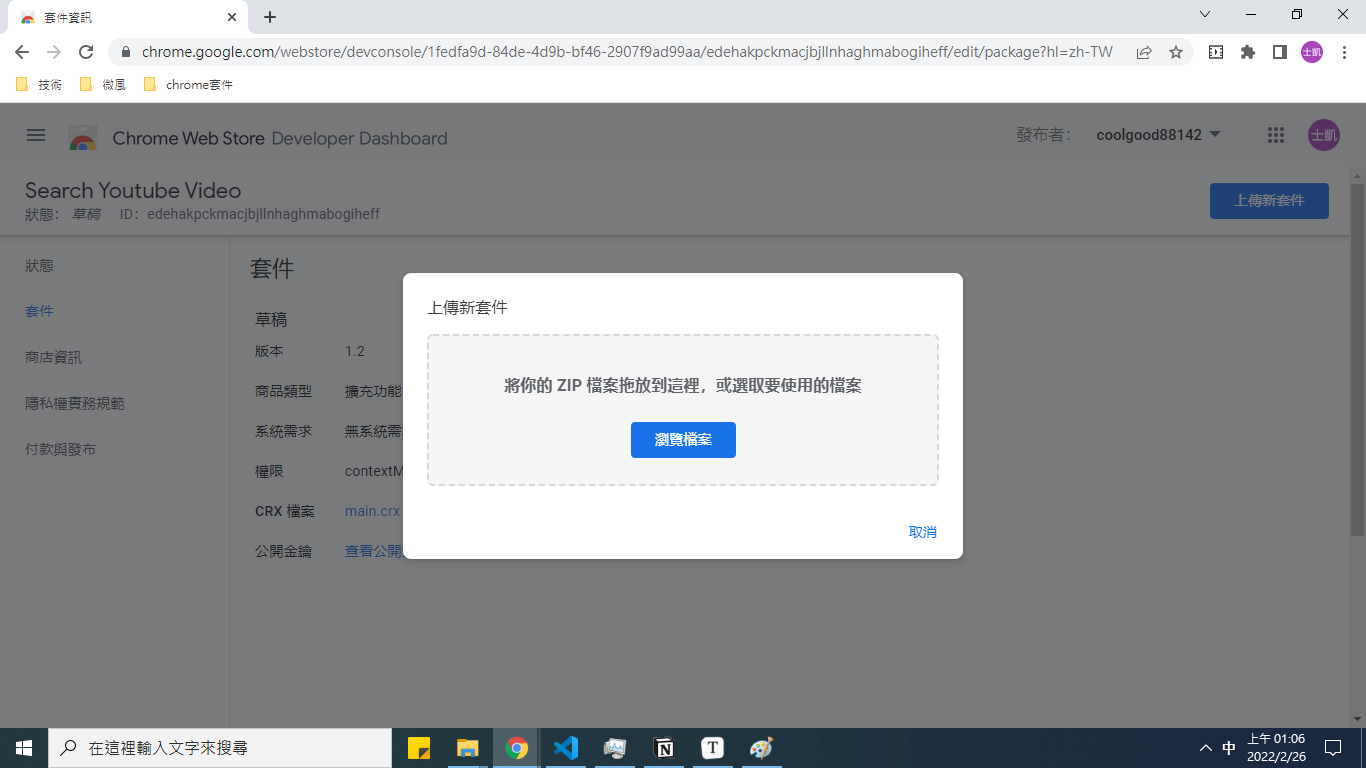 套件資訊
chrome.google.com/webstore/devconsole/1fedfa9d-84de-4d9b-bf46-2907f9ad99aa/edehakpckmacjbjllnhaghmabogiheff/edit/package?hl=zh-TW
士凱
技術 微風 chrome套件
Chrome Web Store Developer Dashboard
發布者： coolgood88142
士凱
Search Youtube Video
狀態： 草稿 ID： edehakpckmacjbjllnhaghmabogiheff
上傳新套件
狀態
套件
商店資訊
隱私權實務規範
付款與發布
套件
草稿
版本 1.2
商品類型 擴充功能
系統需求 無系統需
權限 contextM
CRX 檔案 main.crx
公開金鑰 查看公開
上傳新套件
將你的 ZIP 檔案拖放到這裡，或選取要使用的檔案
瀏覽檔案
取消
在這裡輸入文字來搜尋
中
上午 01:06
2022/2/26